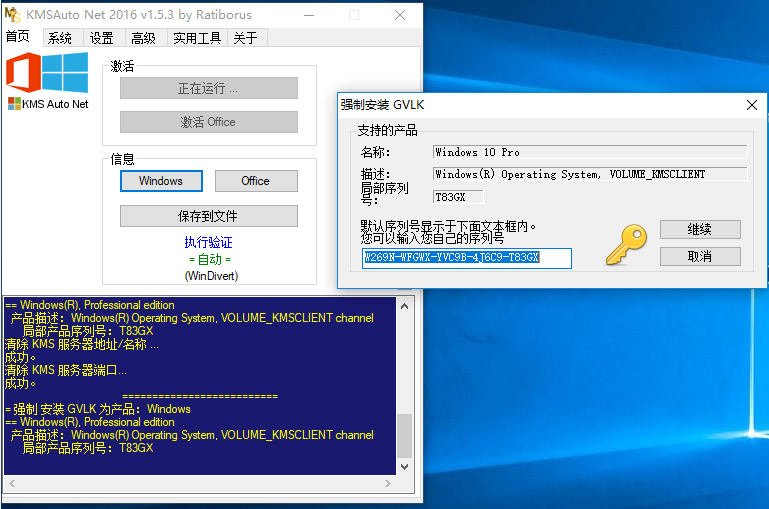 KMSAuto Net 2016 v1.5.3 by Ratiborus
首页 系统 设置 高级 实用工具 关于
KMS Auto Net
激活
正在运行 ...
激活 Office
信息
Windows Office
保存到文件
执行验证
= 自动 =
(WinDivert)
== Windows(R), Professional edition
产品描述：Windows(R) Operating System, VOLUME_KMSCLIENT channel
局部产品序列号：T83GX
清除 KMS 服务器地址/名称 ...
成功。
清除 KMS 服务器端口...
成功。
==========================
= 强制 安装 GVLK 为产品：Windows
== Windows(R), Professional edition
产品描述：Windows(R) Operating System, VOLUME_KMSCLIENT channel
局部产品序列号：T83GX
强制安装 GVLK
支持的产品
名称： Windows 10 Pro
描述： Windows(R) Operating System, VOLUME_KMSCLIENT
局部序列
号： T83GX
默认序列号显示于下面文本框内。
您可以输入您自己的序列号
W269N-WFGWX-YVC9B-4J6C9-T83GX
继续
取消